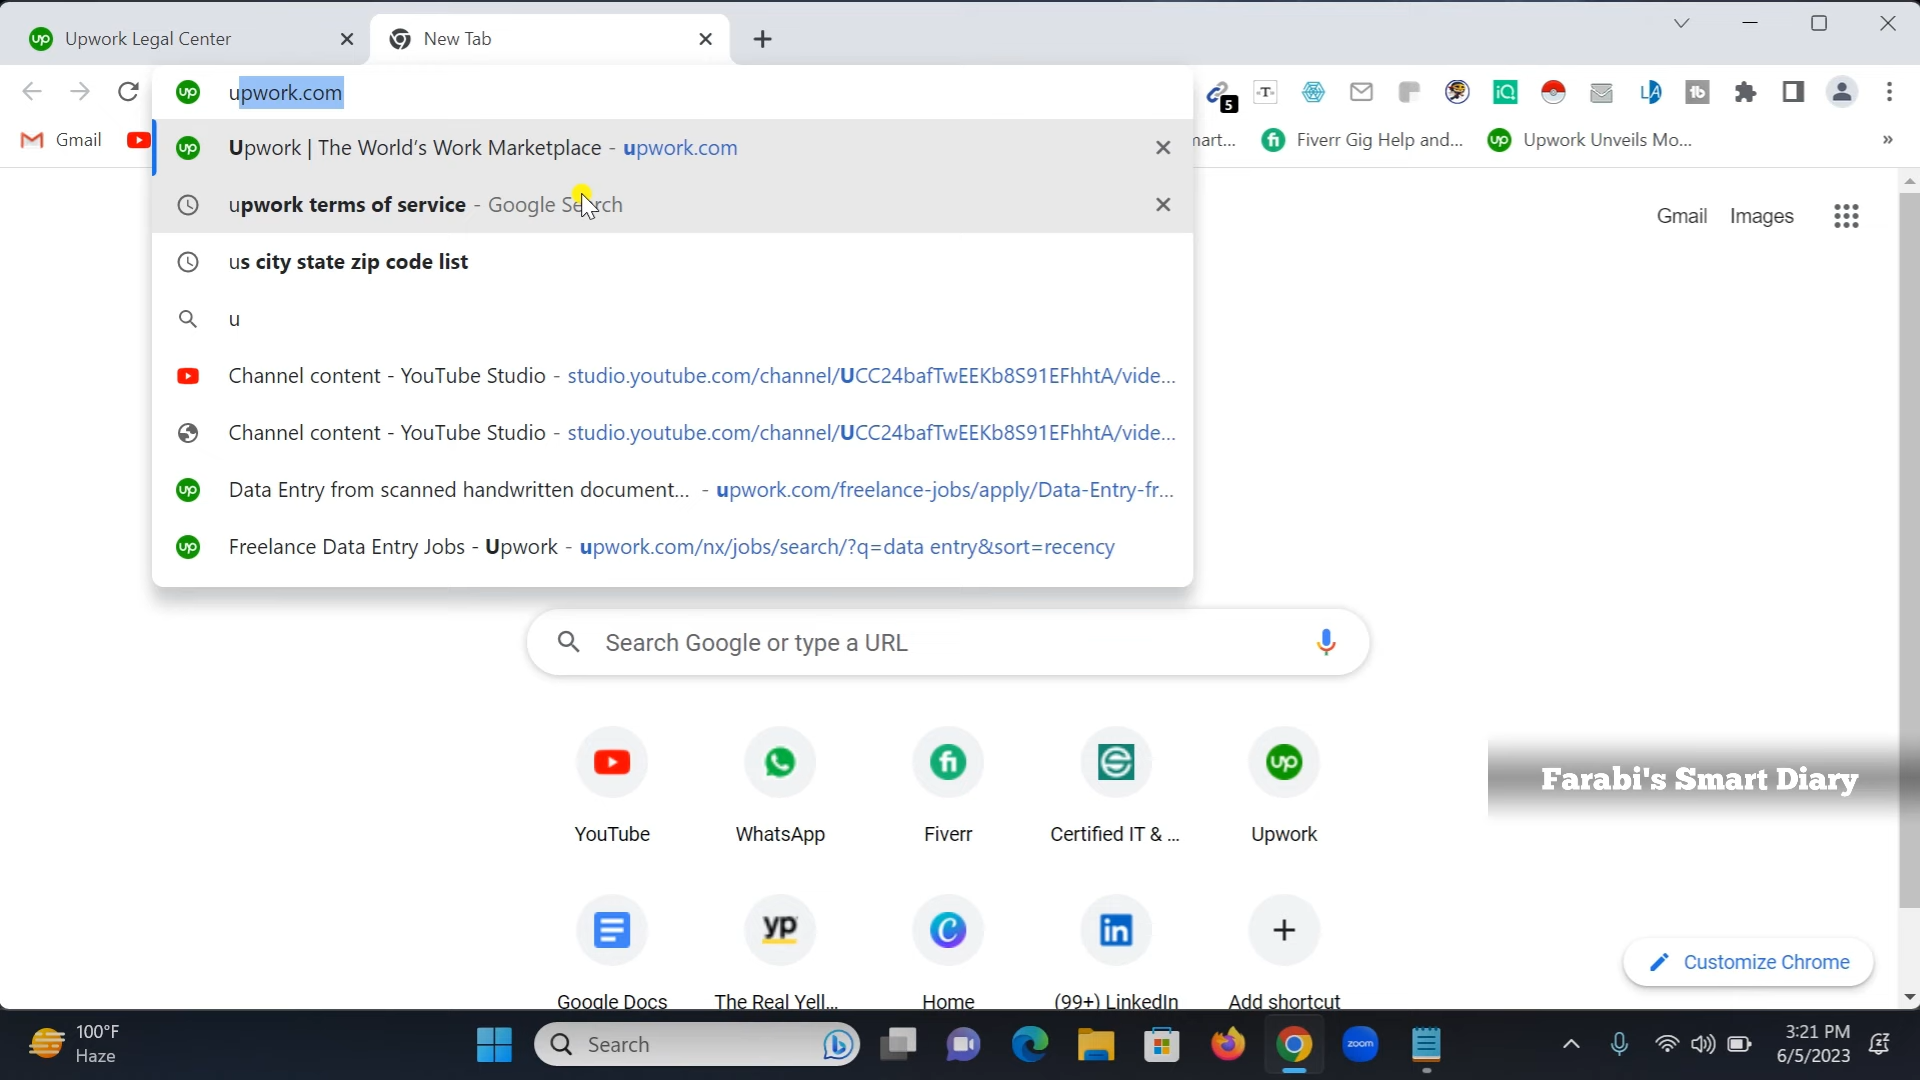 Upwork Legal Center
New Tab
upwork.com
5
Gmail
nart...
Fiverr Gig Help and...
Upwork Unveils Mo...
»
Upwork | The World's Work Marketplace - upwork.com
upwork terms of service - Google Search
us city state zip code list
u
Channel content - YouTube Studio - studio.youtube.com/channel/UCC24bafTwEEKb8S91EFhhtA/vide...
Channel content - YouTube Studio - studio.youtube.com/channel/UCC24bafTwEEKb8S91EFhhtA/vide...
Data Entry from scanned handwritten document... - upwork.com/freelance-jobs/apply/Data-Entry-fr...
Freelance Data Entry Jobs - Upwork - upwork.com/nx/jobs/search/?q=data entry&sort=recency
Gmail Images
Search Google or type a URL
YouTube
WhatsApp
Fiverr
Certified IT & ...
Upwork
Farabi's Smart Diary
Google Docs
The Real Yell...
Home
(99+) LinkedIn
Add shortcut
Customize Chrome
100°F
Haze
Search
zoom
3:21 PM
6/5/2023